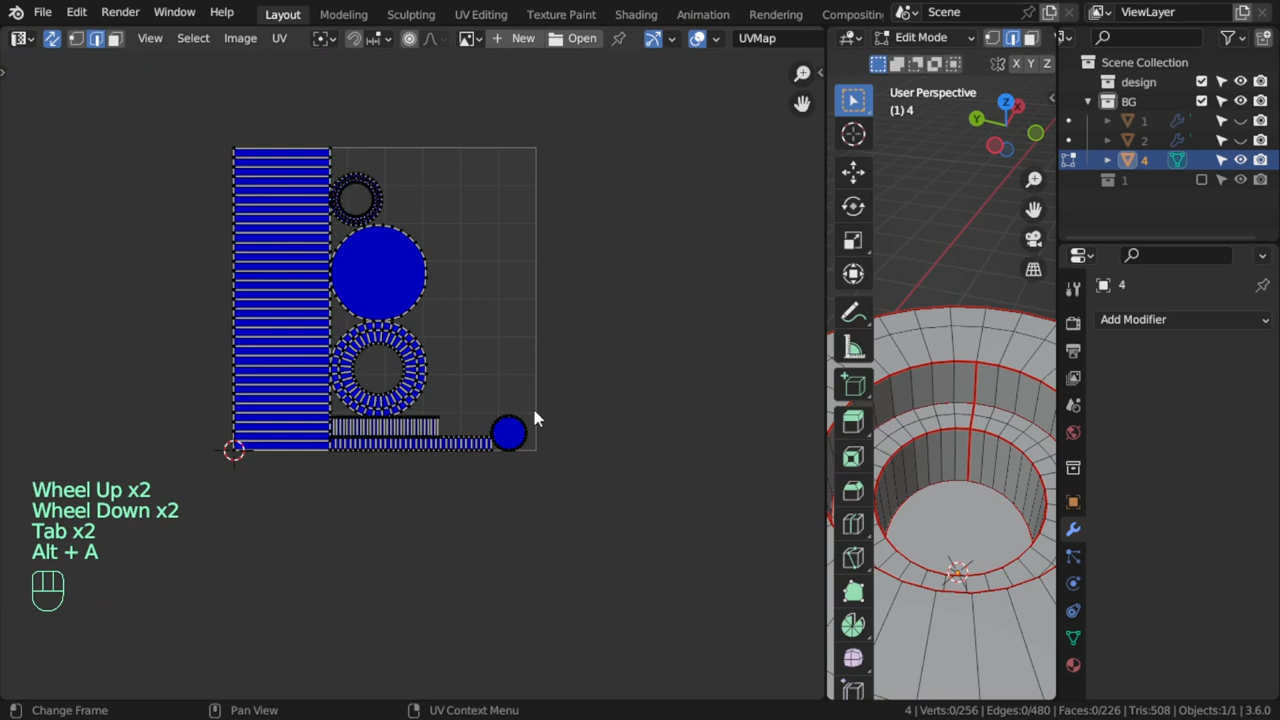 File Edit Render Window Help Layout Modeling Sculpting UV Editing Texture Paint Shading Animation Rendering Compositin Scene ViewLayer
View Select Image UV New Open UVMap Edit Mode
X Y Z
Scene Collection
design
BG
1
2
4
1
User Perspective
(1) 4
Z
X
Y
4
Add Modifier
Wheel Up x2
Wheel Down x2
Tab x2
Alt + A
Change Frame Pan View UV Context Menu 4 | Verts:0/256 | Edges:0/480 | Faces:0/226 | Tris:508 | Objects:1/1 | 3.6.0